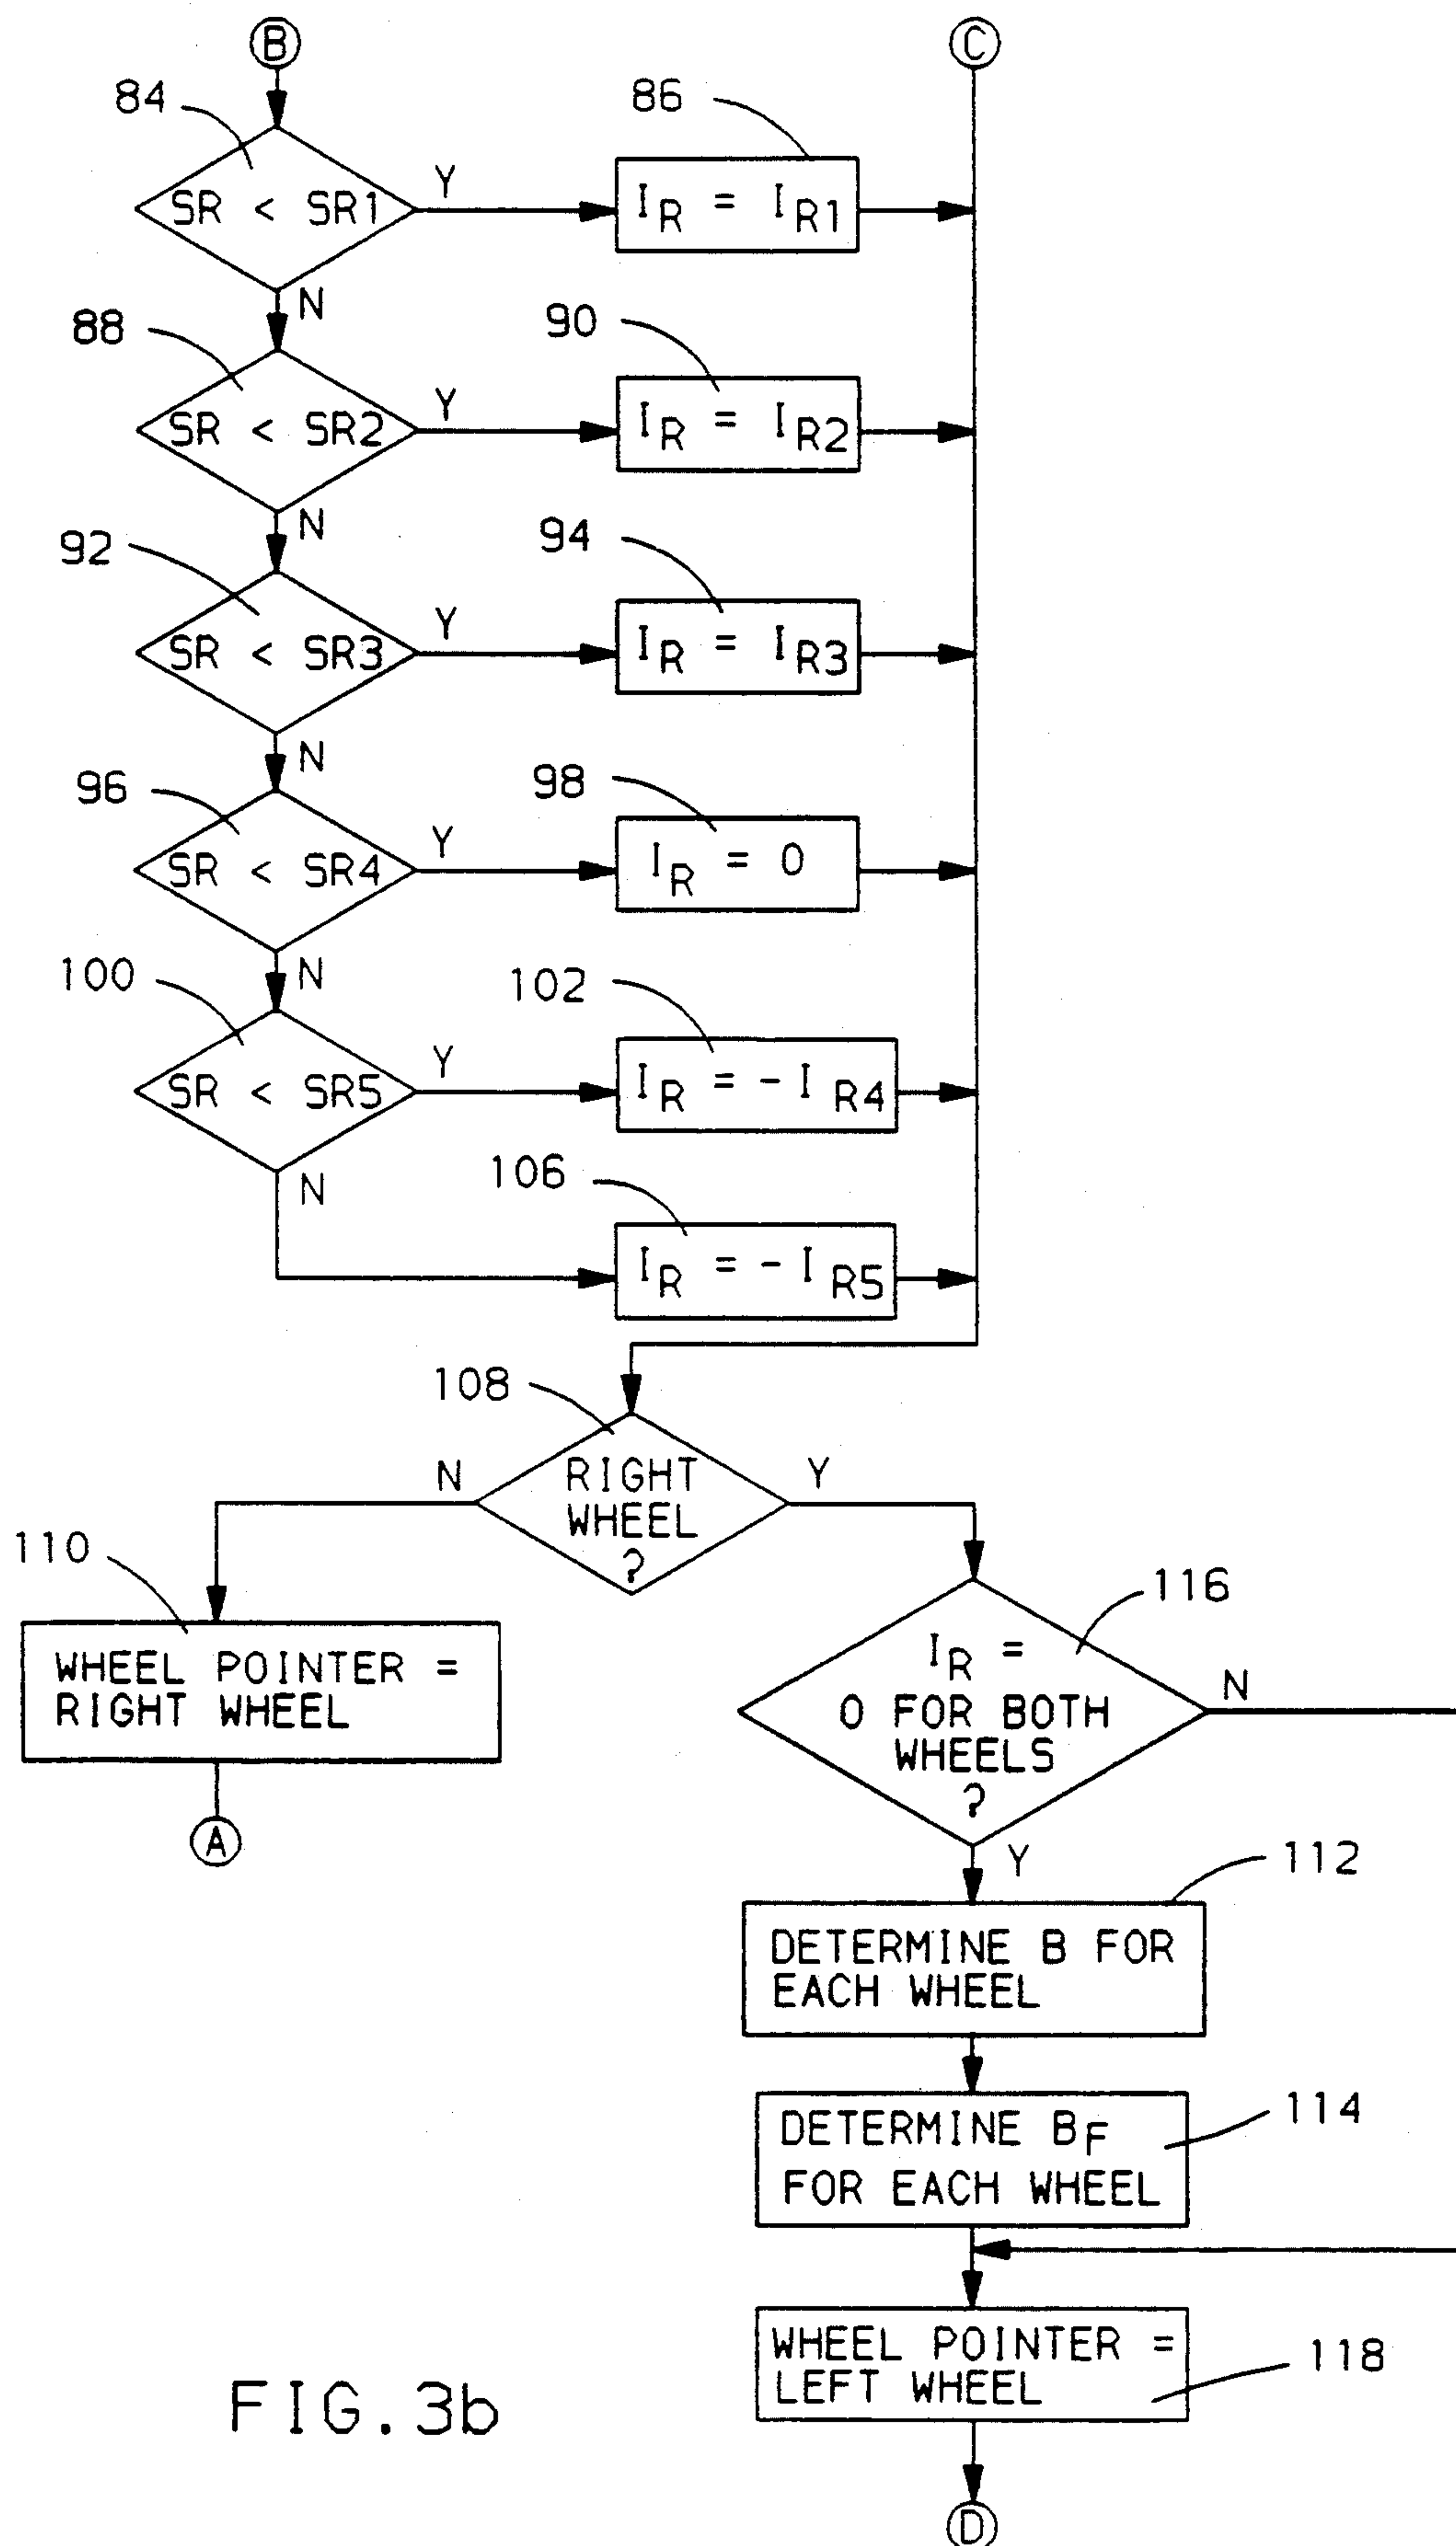 B
C
84
86
SR < SR1
Y
I_R = I_R1
N
88
90
SR < SR2
Y
I_R = I_R2
N
92
94
SR < SR3
Y
I_R = I_R3
N
96
98
SR < SR4
Y
I_R = 0
N
100
102
SR < SR5
Y
I_R = - I_R4
N
106
I_R = - I_R5
108
N
RIGHT
WHEEL
?
Y
110
WHEEL POINTER =
RIGHT WHEEL
A
116
I_R =
0 FOR BOTH
WHEELS
?
N
Y
112
DETERMINE B FOR
EACH WHEEL
114
DETERMINE B_F
FOR EACH WHEEL
118
WHEEL POINTER =
LEFT WHEEL
D
FIG. 3b